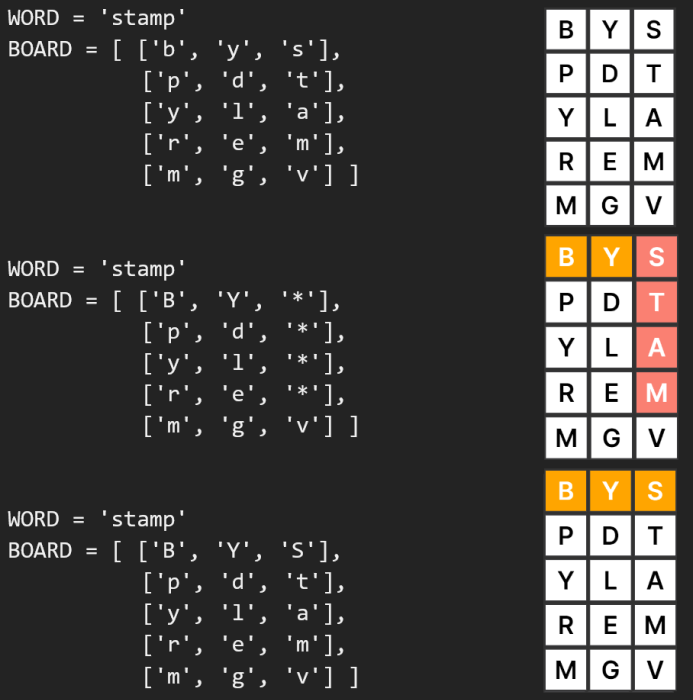 WORD = 'stamp'
BOARD = [ ['b', 'y', 's'],
['p', 'd', 't'],
['y', 'l', 'a'],
['r', 'e', 'm'],
['m', 'g', 'v'] ]
B Y S
P D T
Y L A
R E M
M G V
WORD = 'stamp'
BOARD = [ ['B', 'Y', '*'],
['p', 'd', '*'],
['y', 'l', '*'],
['r', 'e', '*'],
['m', 'g', 'v'] ]
B Y S
P D T
Y L A
R E M
M G V
WORD = 'stamp'
BOARD = [ ['B', 'Y', 'S'],
['p', 'd', 't'],
['y', 'l', 'a'],
['r', 'e', 'm'],
['m', 'g', 'v'] ]
B Y S
P D T
Y L A
R E M
M G V